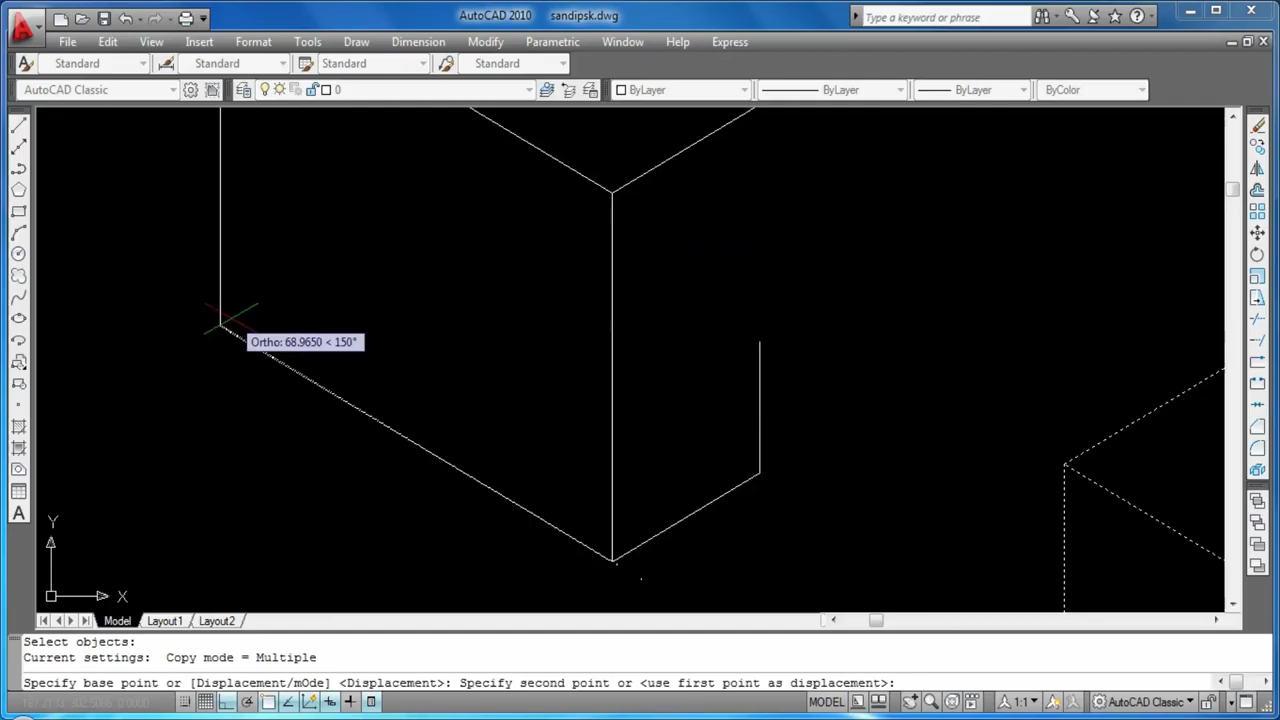 AutoCAD 2010 sandipsk.dwg
Type a keyword or phrase
File Edit View Insert Format Tools Draw Dimension Modify Parametric Window Help Express
Standard Standard Standard Standard
AutoCAD Classic 0 ByLayer ByLayer ByLayer ByColor
Ortho: 68.9650 < 150°
Y
X
Model Layout1 Layout2
Select objects:
Current settings: Copy mode = Multiple
Specify base point or [Displacement/mOde] <Displacement>: Specify second point or <use first point as displacement>:
MODEL 1:1 AutoCAD Classic